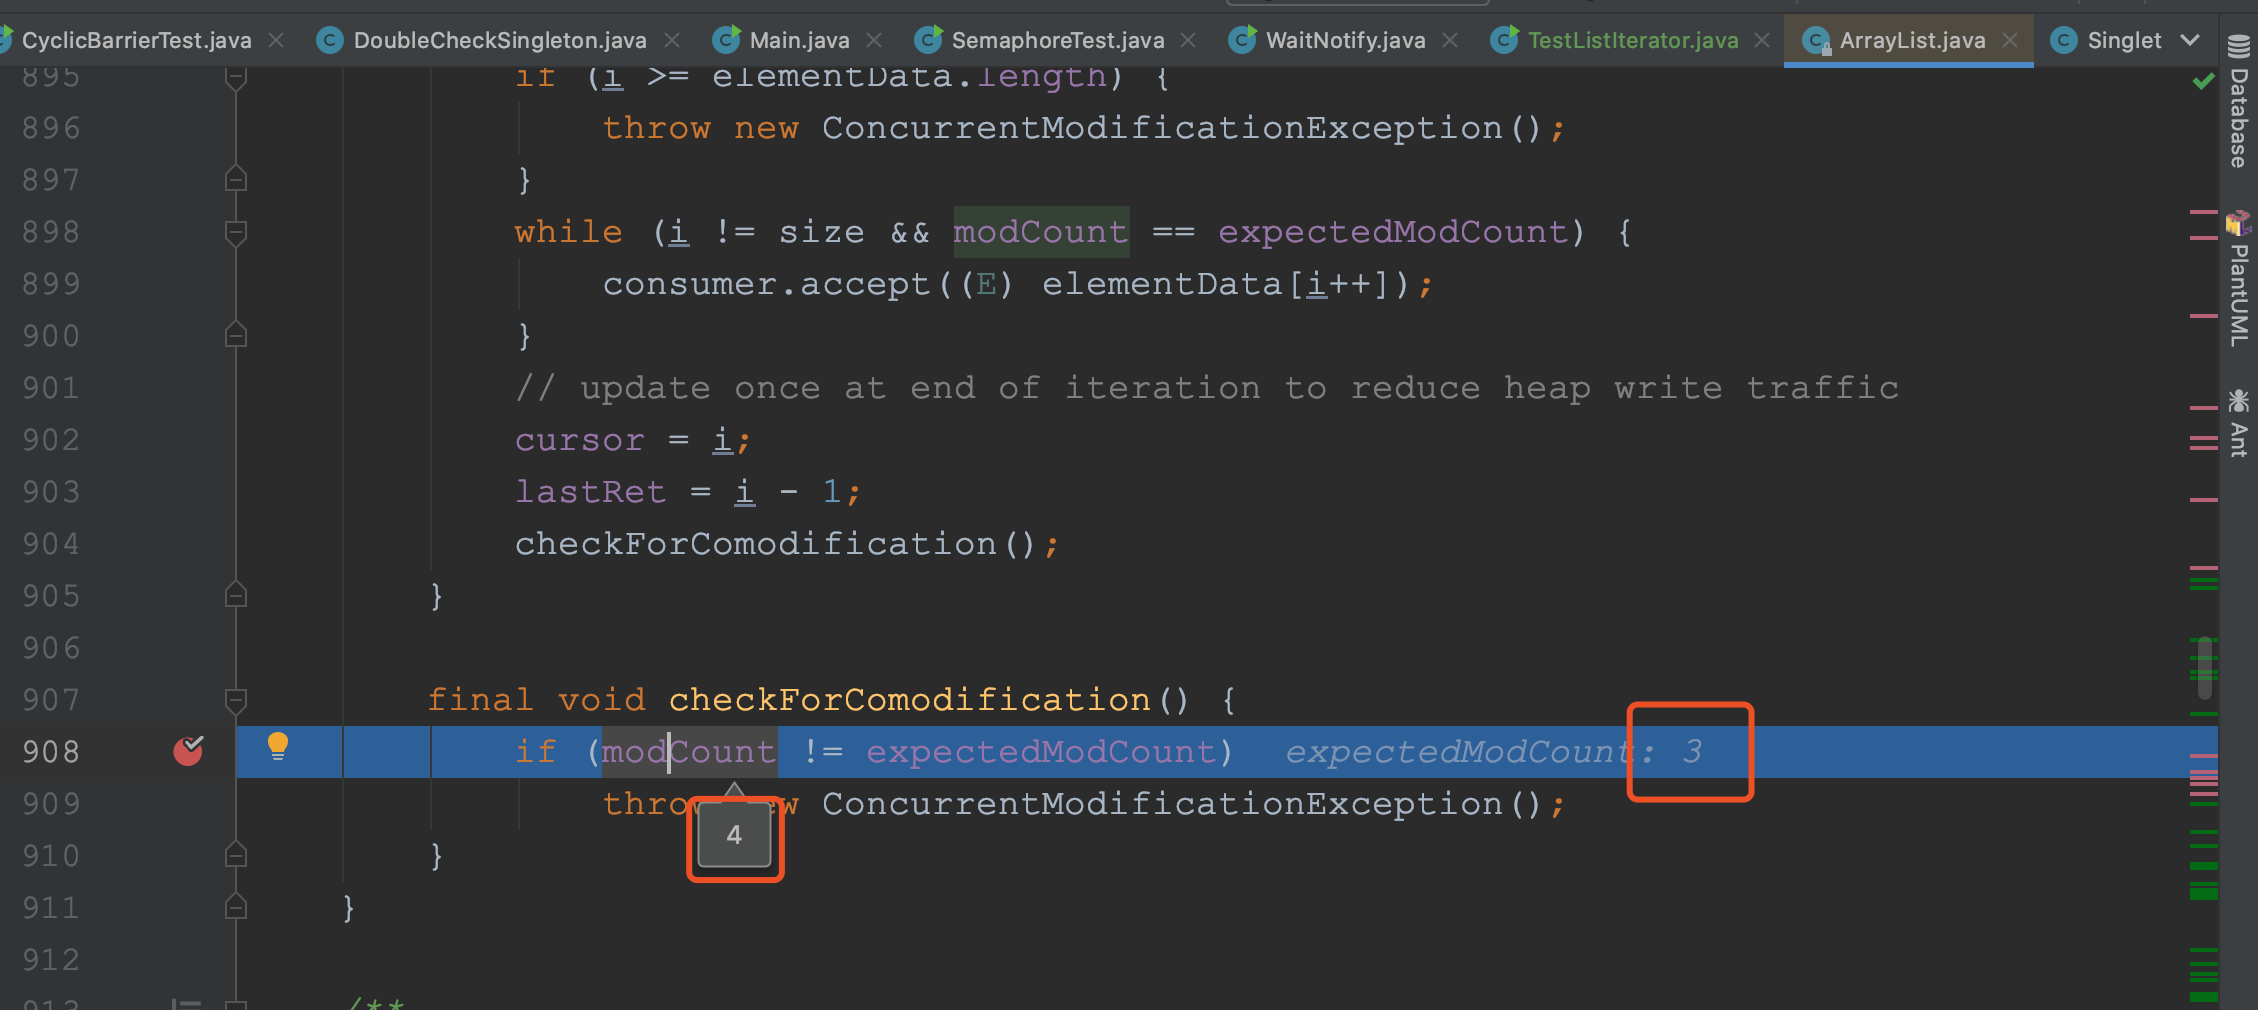 CyclicBarrierTest.java DoubleCheckSingleton.java Main.java SemaphoreTest.java WaitNotify.java TestListIterator.java ArrayList.java Singlet
895 if (i >= elementData.length) {
896 throw new ConcurrentModificationException();
897 }
898 while (i != size && modCount == expectedModCount) {
899 consumer.accept((E) elementData[i++]);
900 }
901 // update once at end of iteration to reduce heap write traffic
902 cursor = i;
903 lastRet = i - 1;
904 checkForComodification();
905 }
906
907 final void checkForComodification() {
908 if (modCount != expectedModCount) expectedModCount: 3
909 throw new ConcurrentModificationException();
4
910 }
911 }
912
913 /**
Database
PlantUML
Ant